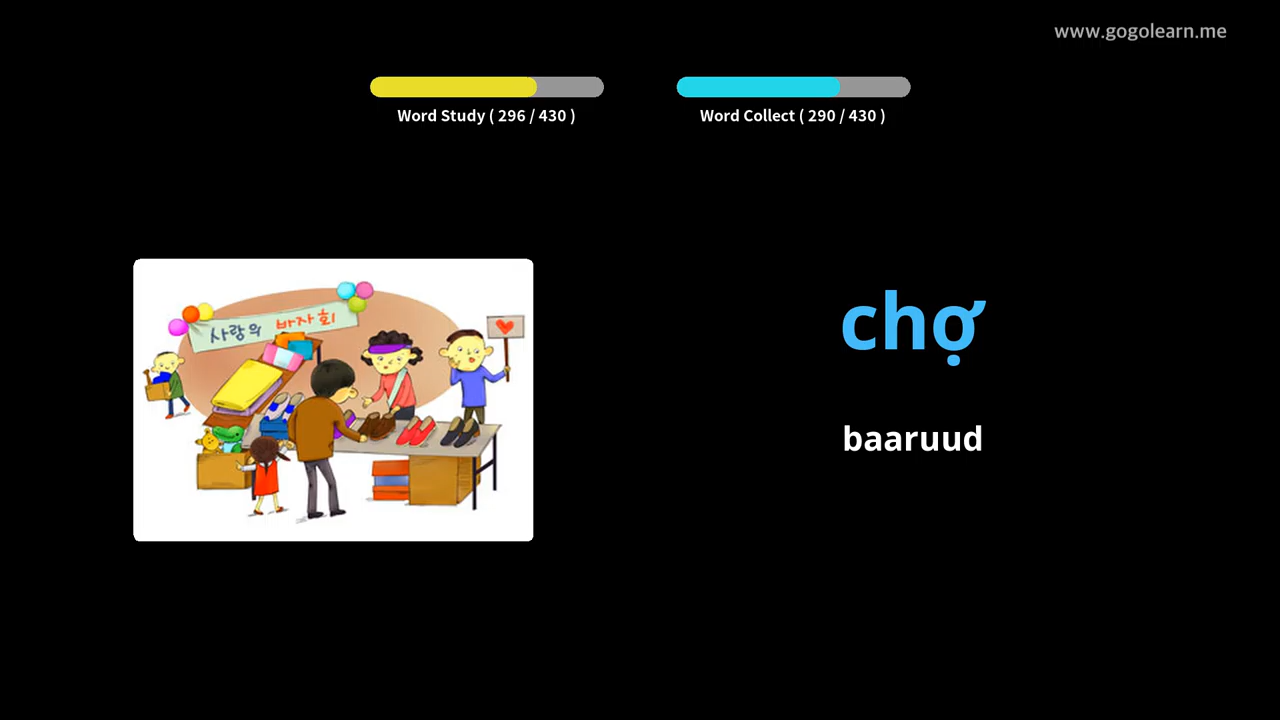 www.gogolearn.me
Word Study ( 296 / 430 )
Word Collect ( 290 / 430 )
사랑의 바자회
chợ
baaruud